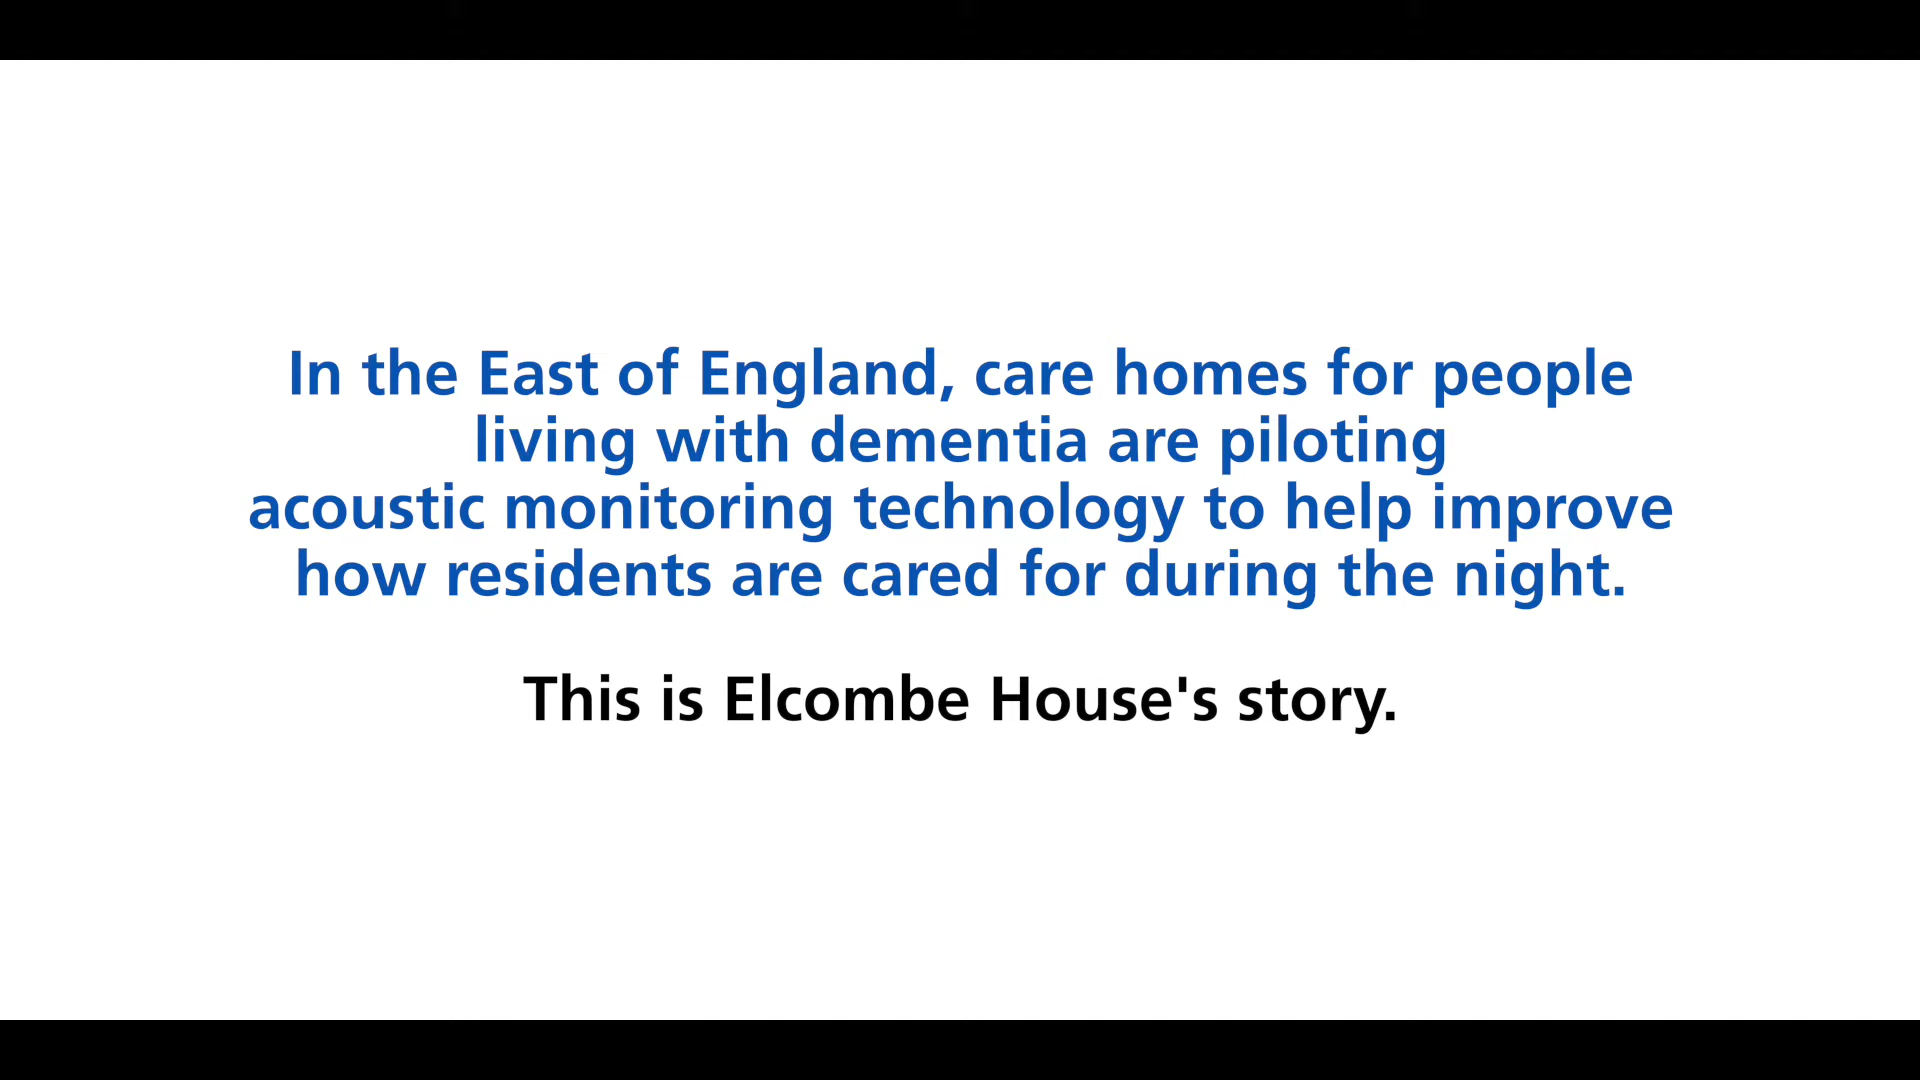 In the East of England, care homes for people
living with dementia are piloting
acoustic monitoring technology to help improve
how residents are cared for during the night.
This is Elcombe House's story.